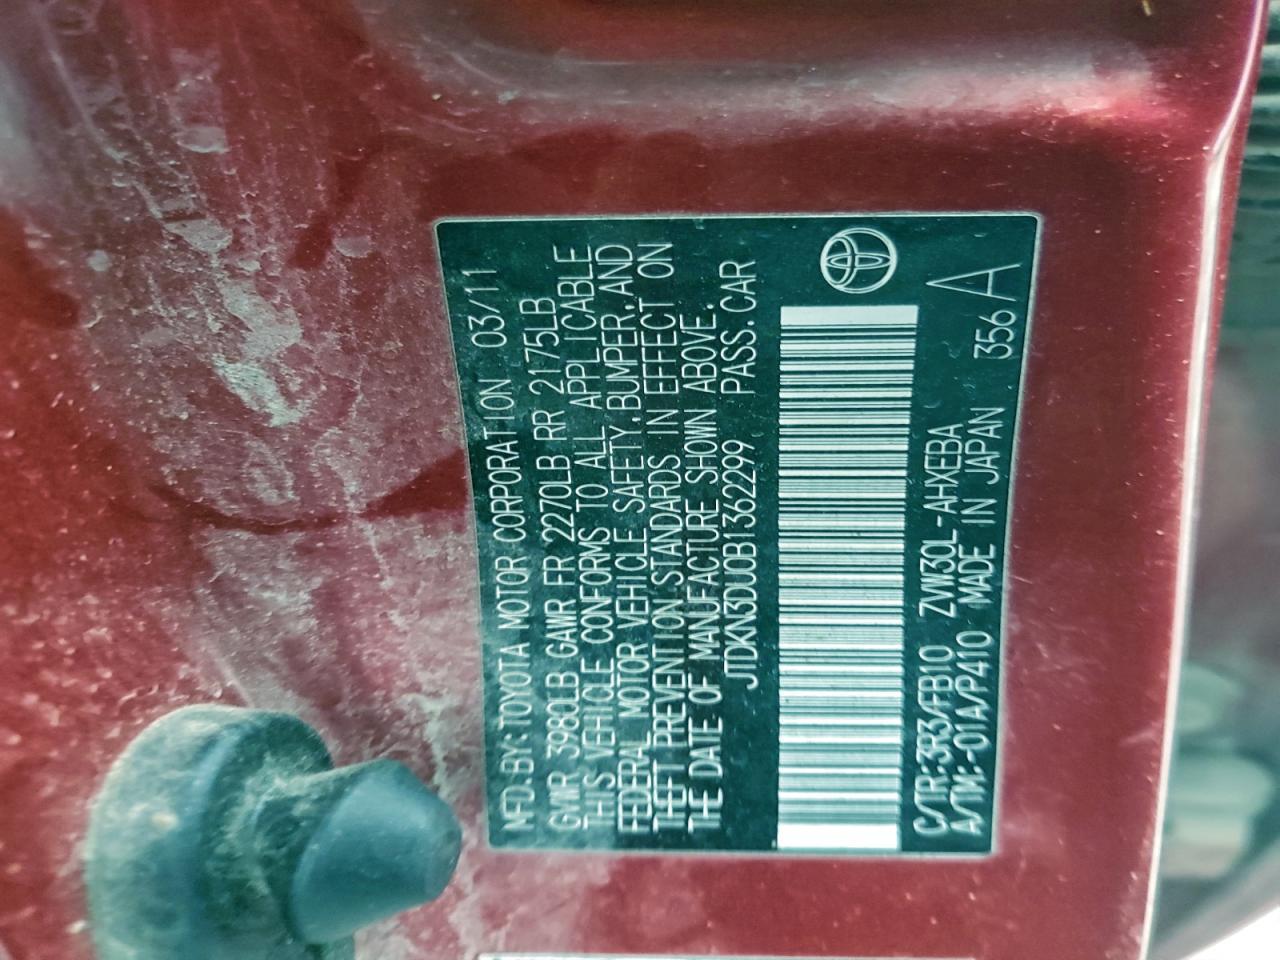 MFD.BY:TOYOTA MOTOR CORPORATION 03/11
GVWR 3980LB GAWR FR 2270LB RR 2175LB
THIS VEHICLE CONFORMS TO ALL APPLICABLE
FEDERAL MOTOR VEHICLE SAFETY,BUMPER,AND
THEFT PREVENTION STANDARDS IN EFFECT ON
THE DATE OF MANUFACTURE SHOWN ABOVE.
JTDKN3DU0B1362299 PASS.CAR
C/TR:3R3/FB10 ZVW30L-AHXEBA
A/TM:-01A/P410 MADE IN JAPAN 356 A